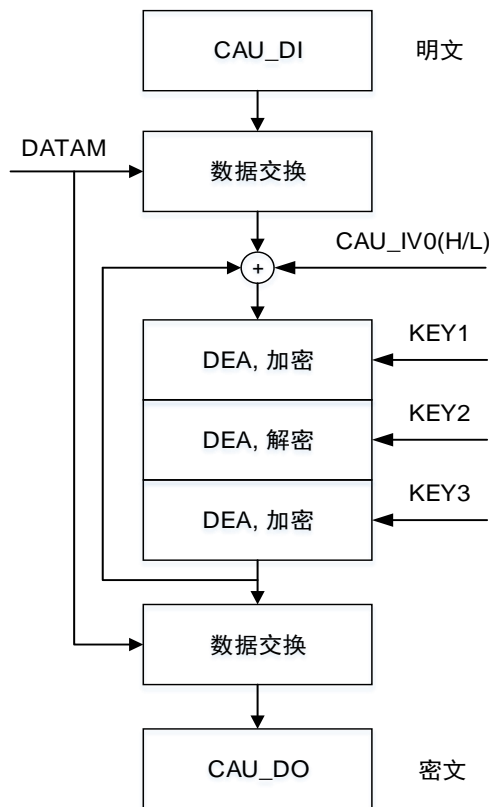 CAU_DI 明文
DATAM
数据交换
CAU_IV0(H/L)
+
DEA, 加密 KEY1
DEA, 解密 KEY2
DEA, 加密 KEY3
数据交换
CAU_DO 密文